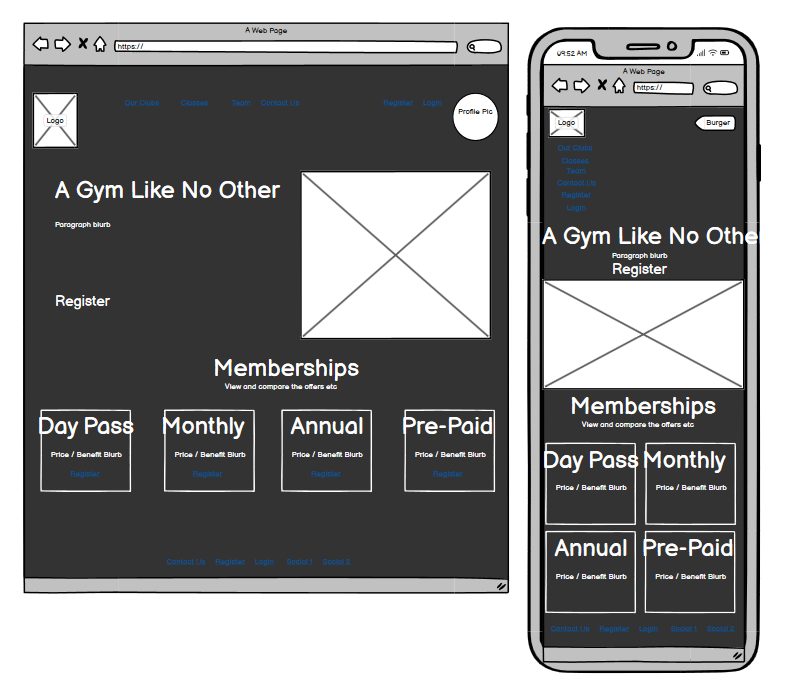 A Web Page
https://
Logo
Our Clubs Classes Team Contact Us Register Login
Profile Pic
A Gym Like No Other
Paragraph blurb
Register
Memberships
View and compare the offers etc
Day Pass Monthly Annual Pre-Paid
Price / Benefit Blurb Price / Benefit Blurb Price / Benefit Blurb Price / Benefit Blurb
Register Register Register Register
Contact Us Register Login Social 1 Social 2
09:52 AM
A Web Page
https://
Logo
Burger
Our Clubs
Classes
Team
Contact Us
Register
Login
A Gym Like No Othe
Paragraph blurb
Register
Memberships
View and compare the offers etc
Day Pass Monthly
Price / Benefit Blurb Price / Benefit Blurb
Annual Pre-Paid
Price / Benefit Blurb Price / Benefit Blurb
Contact Us Register Login Social 1 Social 2